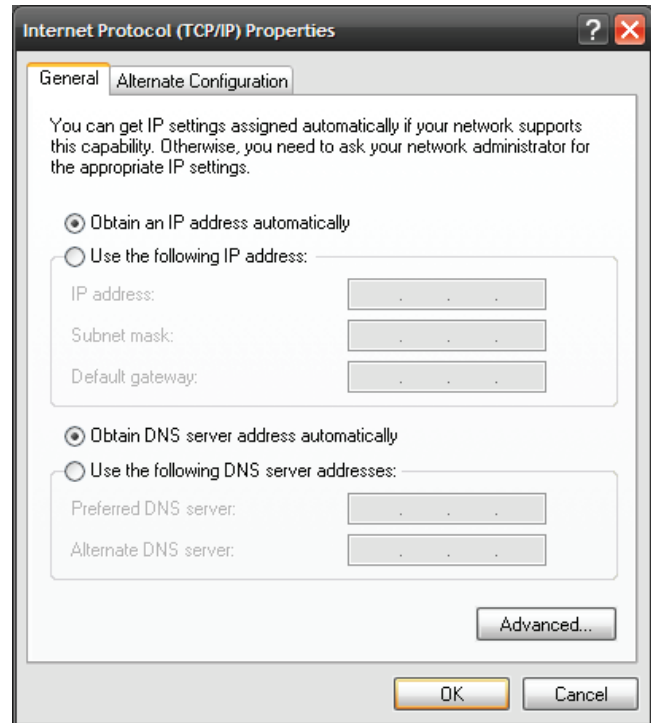 Internet Protocol (TCP/IP) Properties
General
Alternate Configuration
You can get IP settings assigned automatically if your network supports
this capability. Otherwise, you need to ask your network administrator for
the appropriate IP settings.
Obtain an IP address automatically
Use the following IP address:
IP address:
Subnet mask:
Default gateway:
Obtain DNS server address automatically
Use the following DNS server addresses:
Preferred DNS server:
Alternate DNS server:
Advanced...
OK
Cancel